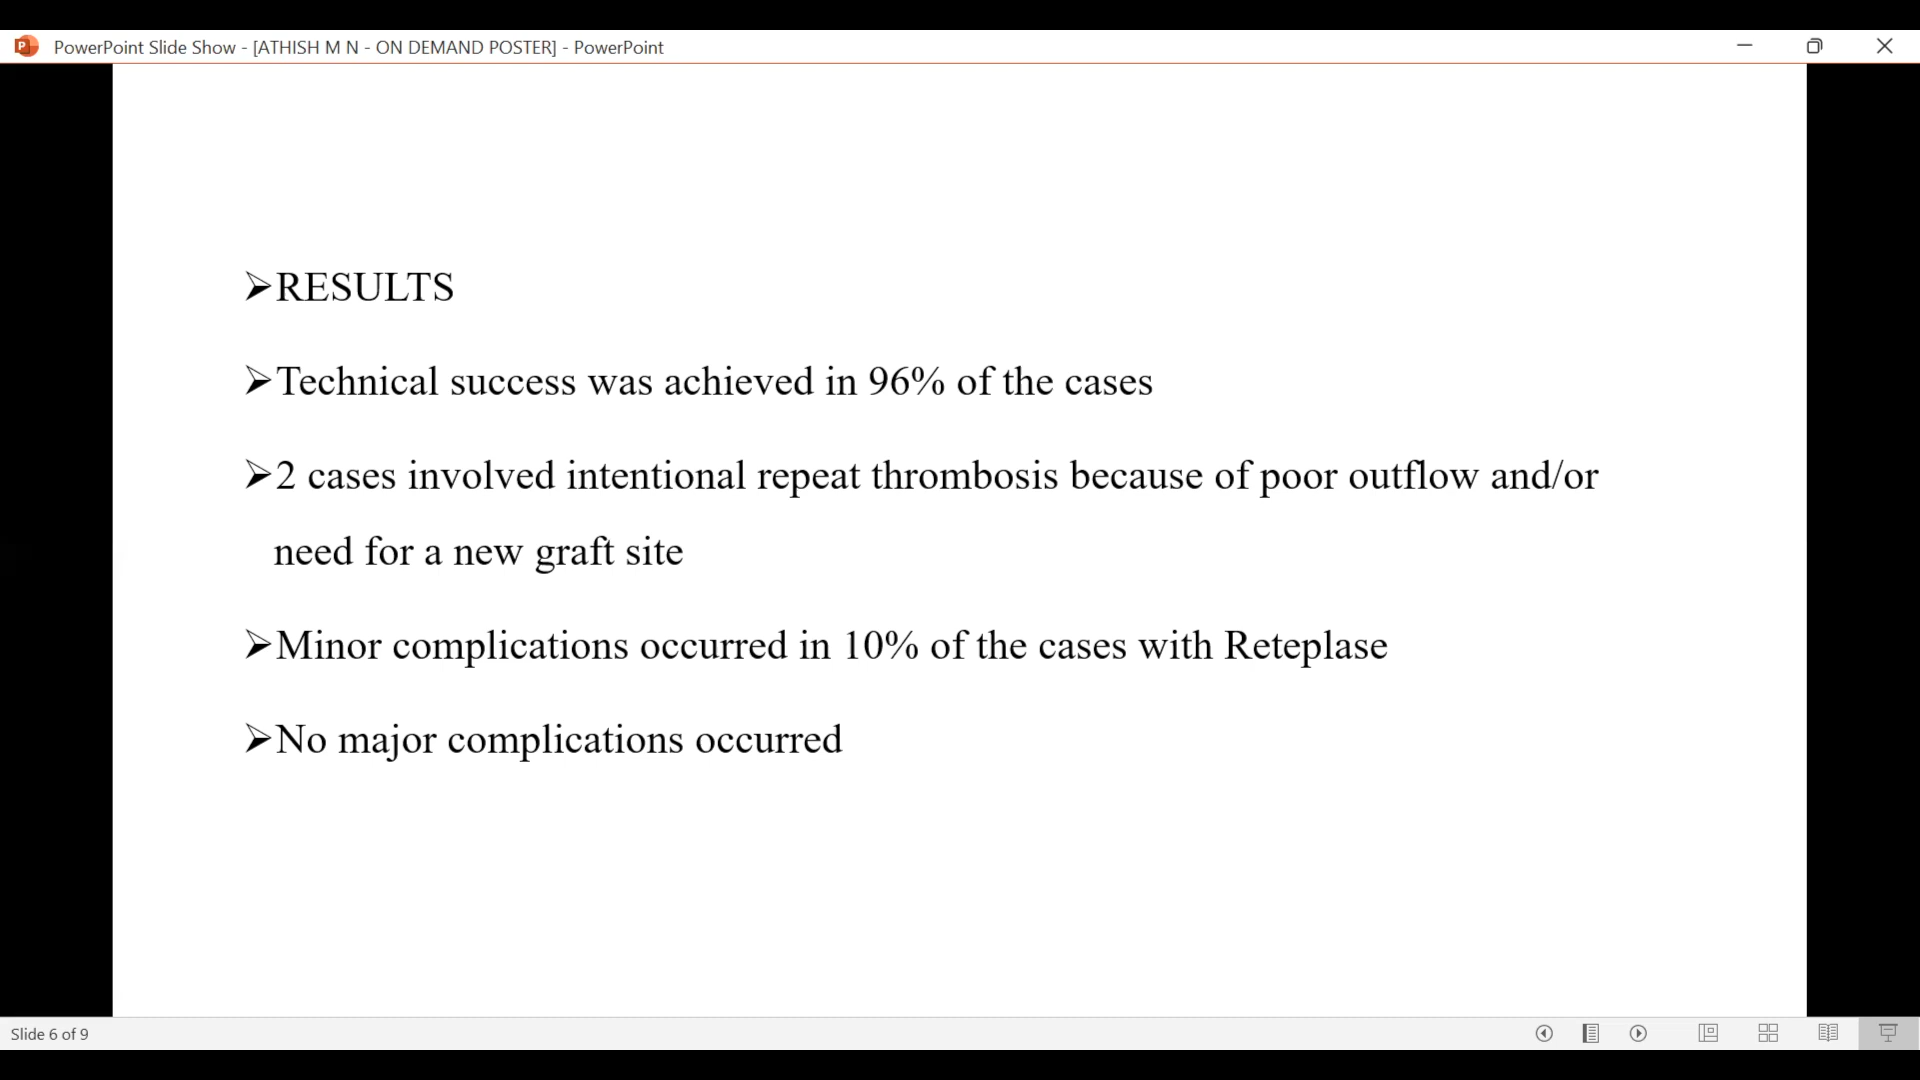 PowerPoint Slide Show - [ATHISH M N - ON DEMAND POSTER] - PowerPoint
➢RESULTS
➢Technical success was achieved in 96% of the cases
➢2 cases involved intentional repeat thrombosis because of poor outflow and/or
need for a new graft site
➢Minor complications occurred in 10% of the cases with Reteplase
➢No major complications occurred
Slide 6 of 9